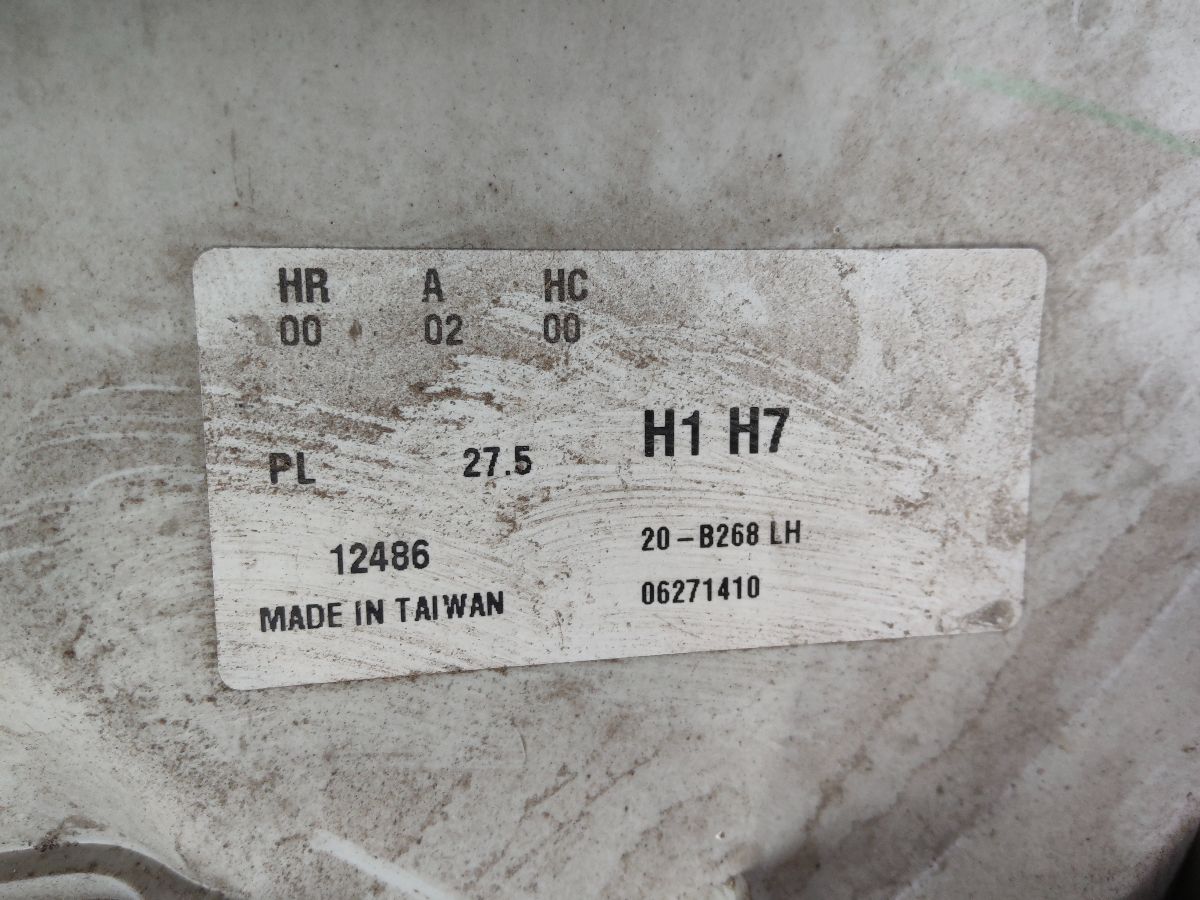 HR A HC
00 02 00
H1 H7
PL 27.5
20-B268 LH
12486
06271410
MADE IN TAIWAN